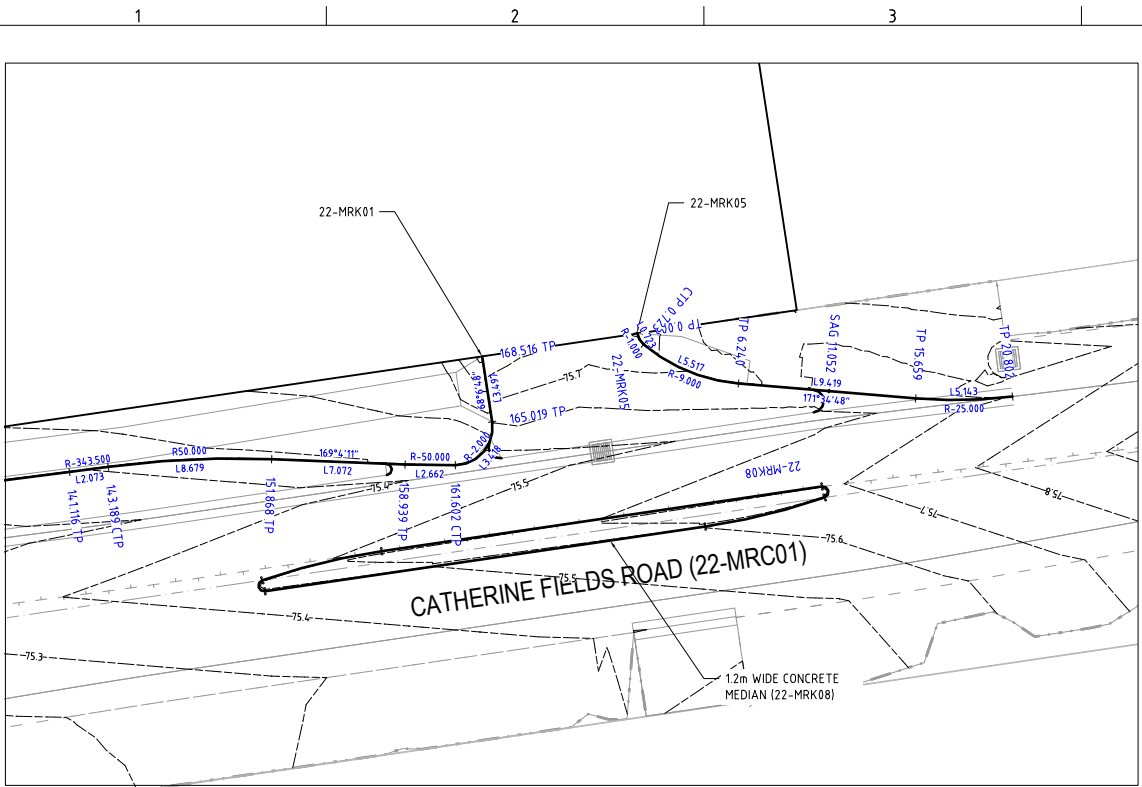 1
2
3
22-MRK01
22-MRK05
CTP 0.723
TP 0.00
L0.723
R-1.000
168.516 TP
L5.517
R-9.000
22-MRK05
TP 6.240
SAG 11.052
TP 15.659
TP 20.802
L9.419
171°34'48"
L5.143
R-25.000
75.7
L3.497
165.019 TP
R-2.000
L3.418
R-343.500
L2.073
R50.000
L8.679
169°4'11"
L7.072
R-50.000
L2.662
141.116 TP
143.189 CTP
151.868 TP
158.939 TP
161.602 CTP
75.4
75.5
22-MRK08
75.8
75.7
75.6
75.5
CATHERINE FIELDS ROAD (22-MRC01)
75.4
75.3
1.2m WIDE CONCRETE
MEDIAN (22-MRK08)